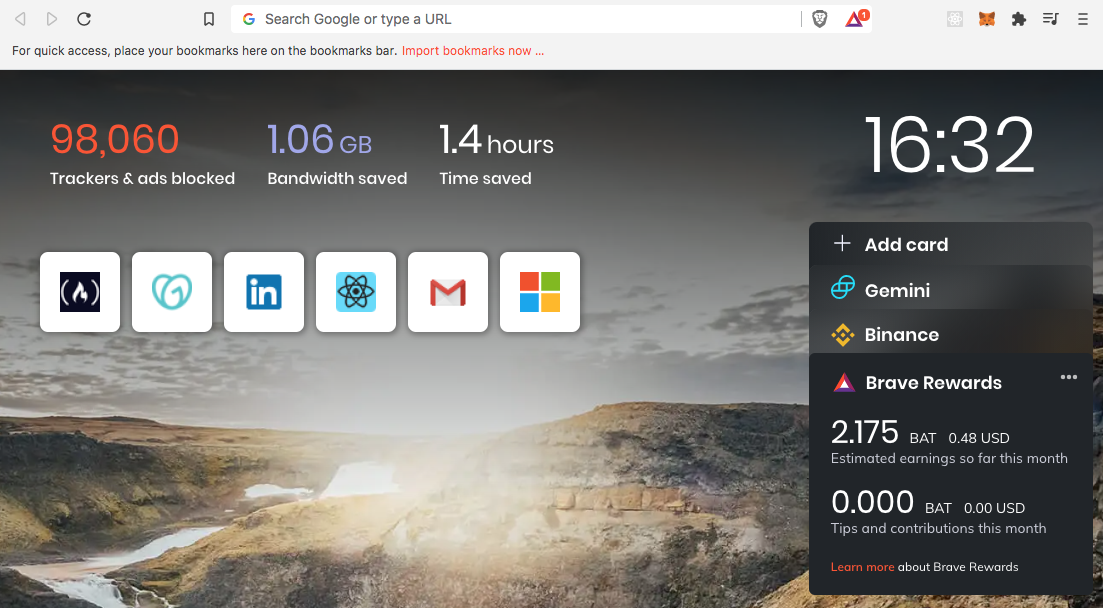 Search Google or type a URL
1
For quick access, place your bookmarks here on the bookmarks bar. Import bookmarks now ...
98,060
Trackers & ads blocked
1.06 GB
Bandwidth saved
1.4 hours
Time saved
16:32
in
Add card
Gemini
Binance
Brave Rewards
2.175 BAT 0.48 USD
Estimated earnings so far this month
0.000 BAT 0.00 USD
Tips and contributions this month
Learn more about Brave Rewards